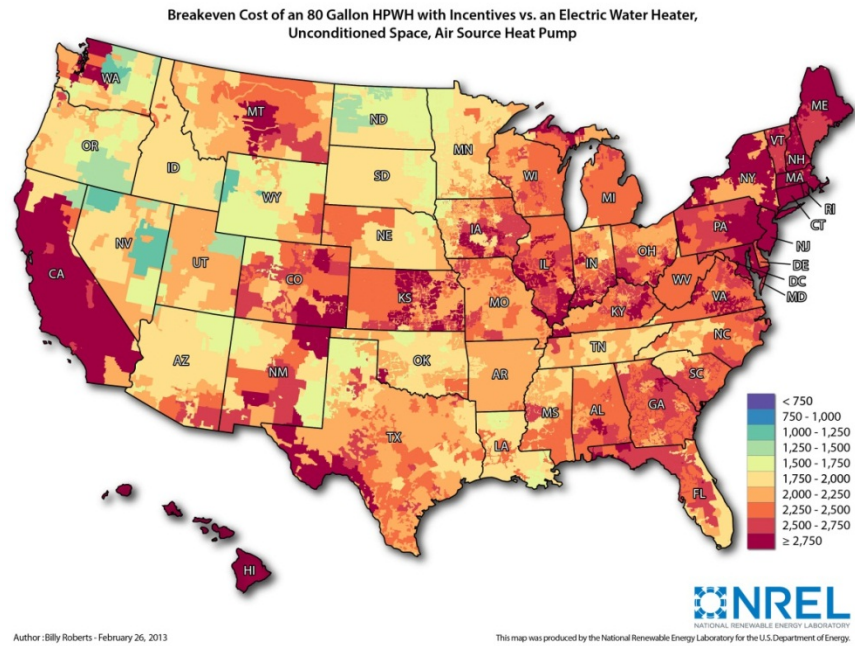 Breakeven Cost of an 80 Gallon HPWH with Incentives vs. an Electric Water Heater,
Unconditioned Space, Air Source Heat Pump
WA
MT
ND
MN
ME
VT
NH
OR
ID
SD
WI
MI
NY
MA
WY
RI
CT
IA
NE
PA
NJ
NV
UT
CO
IL
IN
OH
DE
DC
MD
CA
KS
MO
WV
VA
KY
AZ
NM
OK
AR
TN
NC
SC
TX
LA
MS
AL
GA
FL
HI
< 750
750 - 1,000
1,000 - 1,250
1,250 - 1,500
1,500 - 1,750
1,750 - 2,000
2,000 - 2,250
2,250 - 2,500
2,500 - 2,750
≥ 2,750
NREL
NATIONAL RENEWABLE ENERGY LABORATORY
Author : Billy Roberts - February 26, 2013
This map was produced by the National Renewable Energy Laboratory for the U.S. Department of Energy.